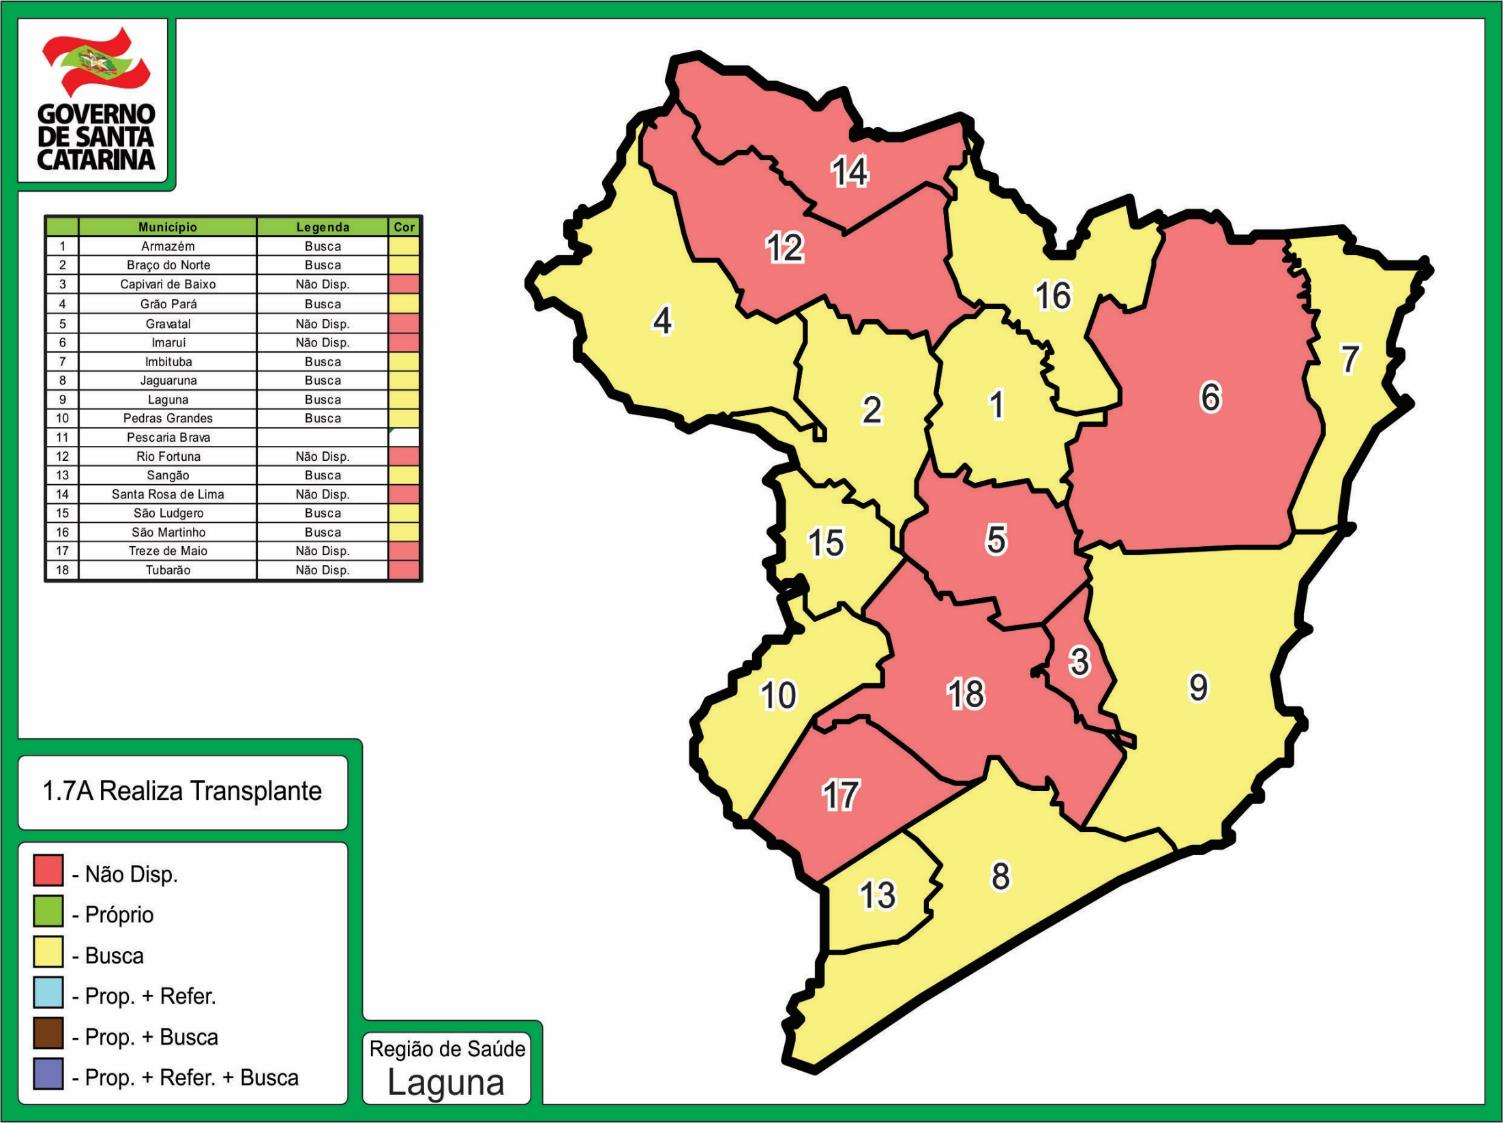 GOVERNO
DE SANTA
CATARINA
Município Legenda Cor
1 Armazém Busca
2 Braço do Norte Busca
3 Capivari de Baixo Não Disp.
4 Grão Pará Busca
5 Gravatal Não Disp.
6 Imaruí Não Disp.
7 Imbituba Busca
8 Jaguaruna Busca
9 Laguna Busca
10 Pedras Grandes Busca
11 Pescaria Brava
12 Rio Fortuna Não Disp.
13 Sangão Busca
14 Santa Rosa de Lima Não Disp.
15 São Ludgero Busca
16 São Martinho Busca
17 Treze de Maio Não Disp.
18 Tubarão Não Disp.
14
12
16
4
7
6
2
1
5
15
3
9
18
10
17
8
13
1.7A Realiza Transplante
- Não Disp.
- Próprio
- Busca
- Prop. + Refer.
- Prop. + Busca
- Prop. + Refer. + Busca
Região de Saúde
Laguna